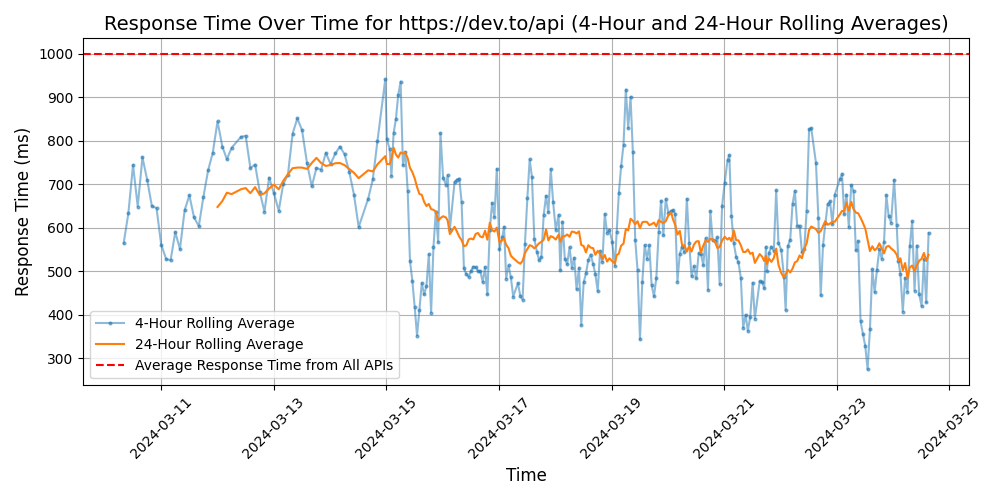 Response Time Over Time for https://dev.to/api (4-Hour and 24-Hour Rolling Averages)
Response Time (ms)
1000
900
800
700
600
500
400
300
4-Hour Rolling Average
24-Hour Rolling Average
Average Response Time from All APIs
2024-03-11
2024-03-13
2024-03-15
2024-03-17
2024-03-19
2024-03-21
2024-03-23
2024-03-25
Time